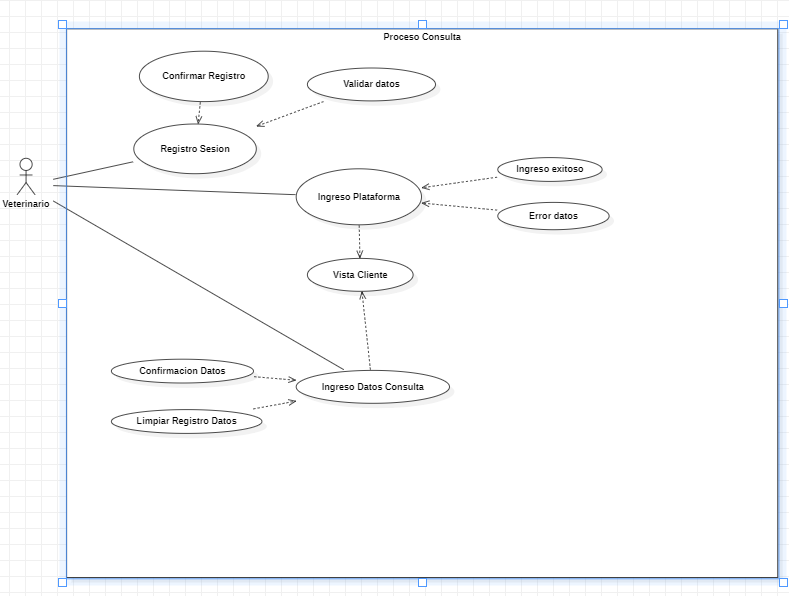 Proceso Consulta
Confirmar Registro
Validar datos
Registro Sesion
Ingreso exitoso
Veterinario
Ingreso Plataforma
Error datos
Vista Cliente
Confirmacion Datos
Ingreso Datos Consulta
Limpiar Registro Datos